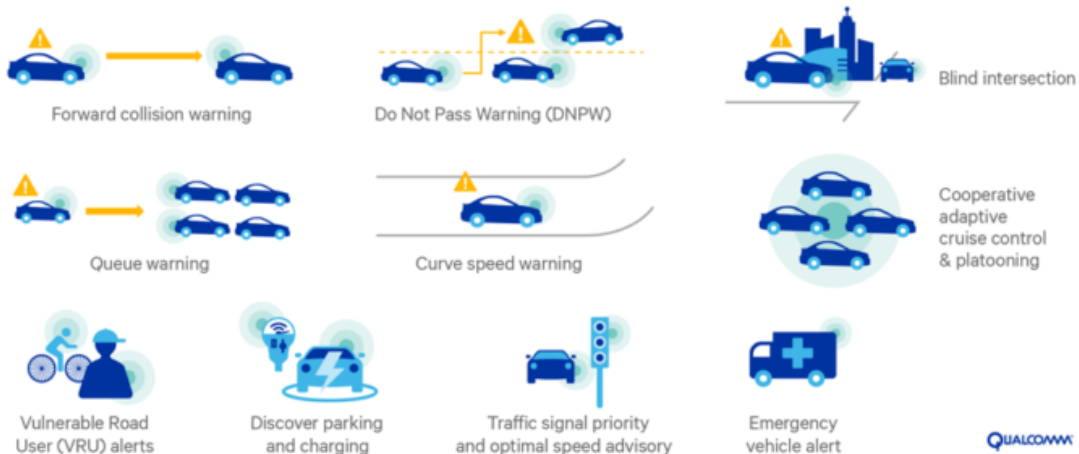 Forward collision warning
Do Not Pass Warning (DNPW)
Blind intersection
Queue warning
Curve speed warning
Cooperative
adaptive
cruise control
& platooning
Vulnerable Road
User (VRU) alerts
Discover parking
and charging
Traffic signal priority
and optimal speed advisory
Emergency
vehicle alert
QUALCOMM